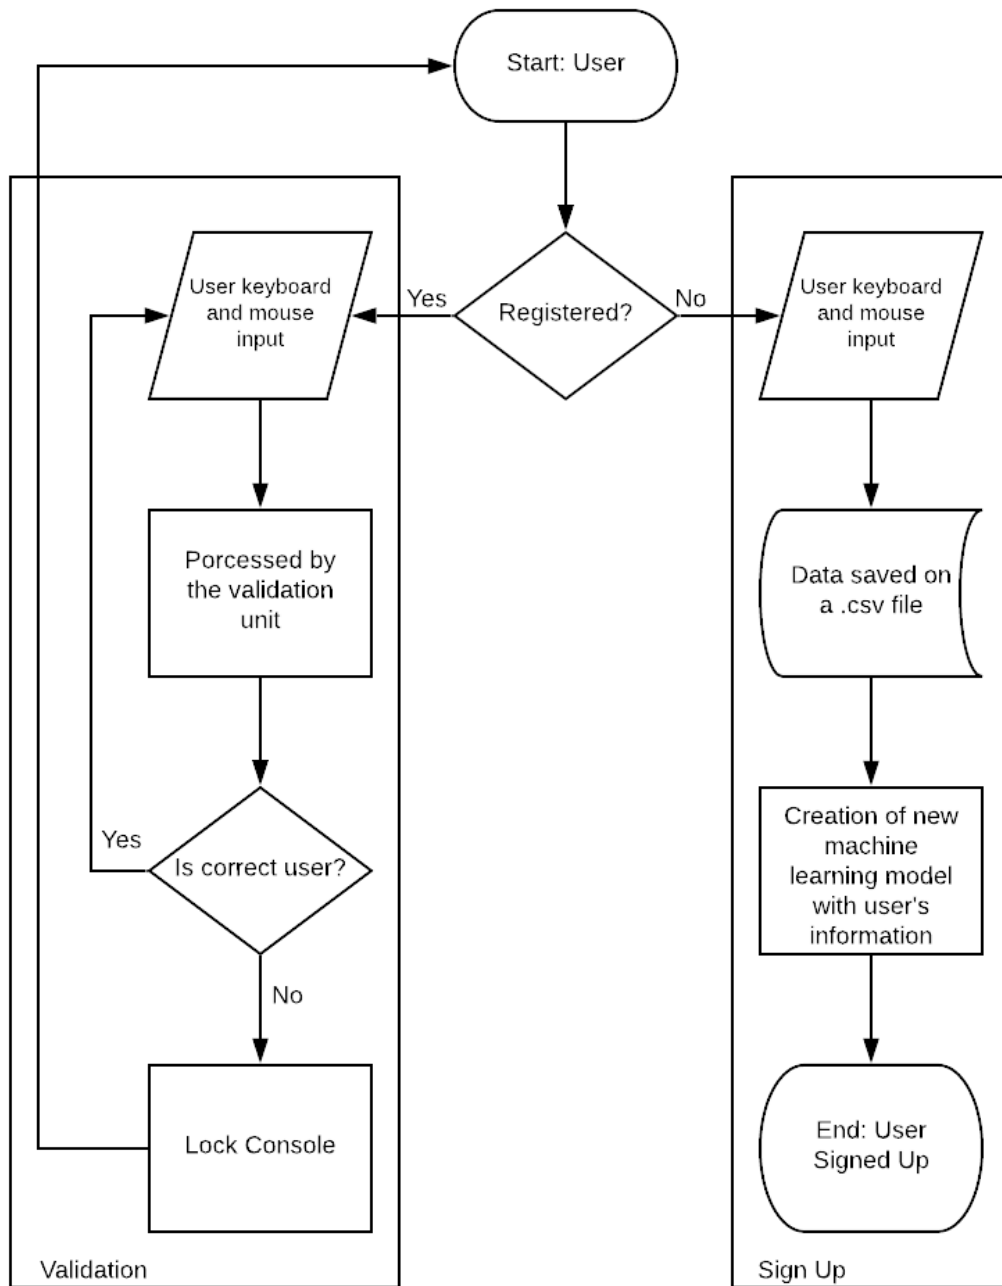 Start: User
Registered?
Yes
No
User keyboard
and mouse
input
Porcessed by
the validation
unit
Is correct user?
Yes
No
Lock Console
Validation
User keyboard
and mouse
input
Data saved on
a .csv file
Creation of new
machine
learning model
with user's
information
End: User
Signed Up
Sign Up